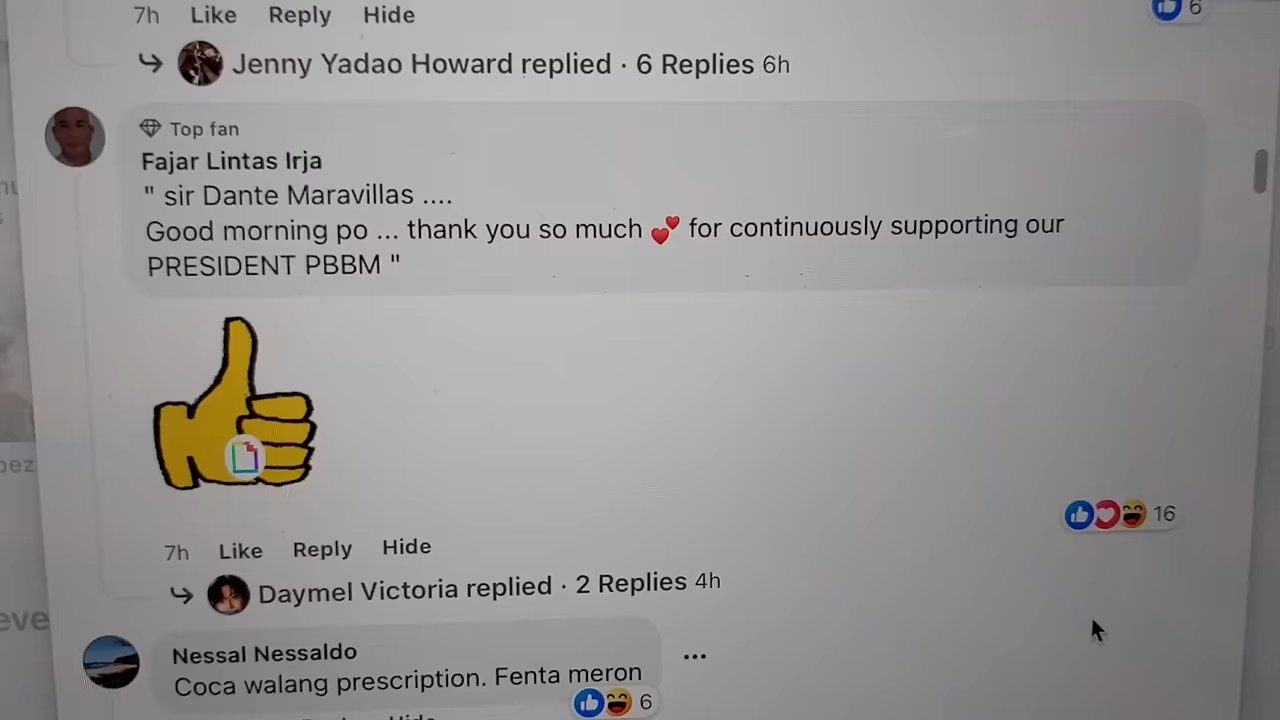 7h Like Reply Hide
6
Jenny Yadao Howard replied · 6 Replies 6h
Top fan
Fajar Lintas Irja
" sir Dante Maravillas ....
Good morning po ... thank you so much 💕 for continuously supporting our
PRESIDENT PBBM "
16
7h Like Reply Hide
Daymel Victoria replied · 2 Replies 4h
Nessal Nessaldo
Coca walang prescription. Fenta meron
6